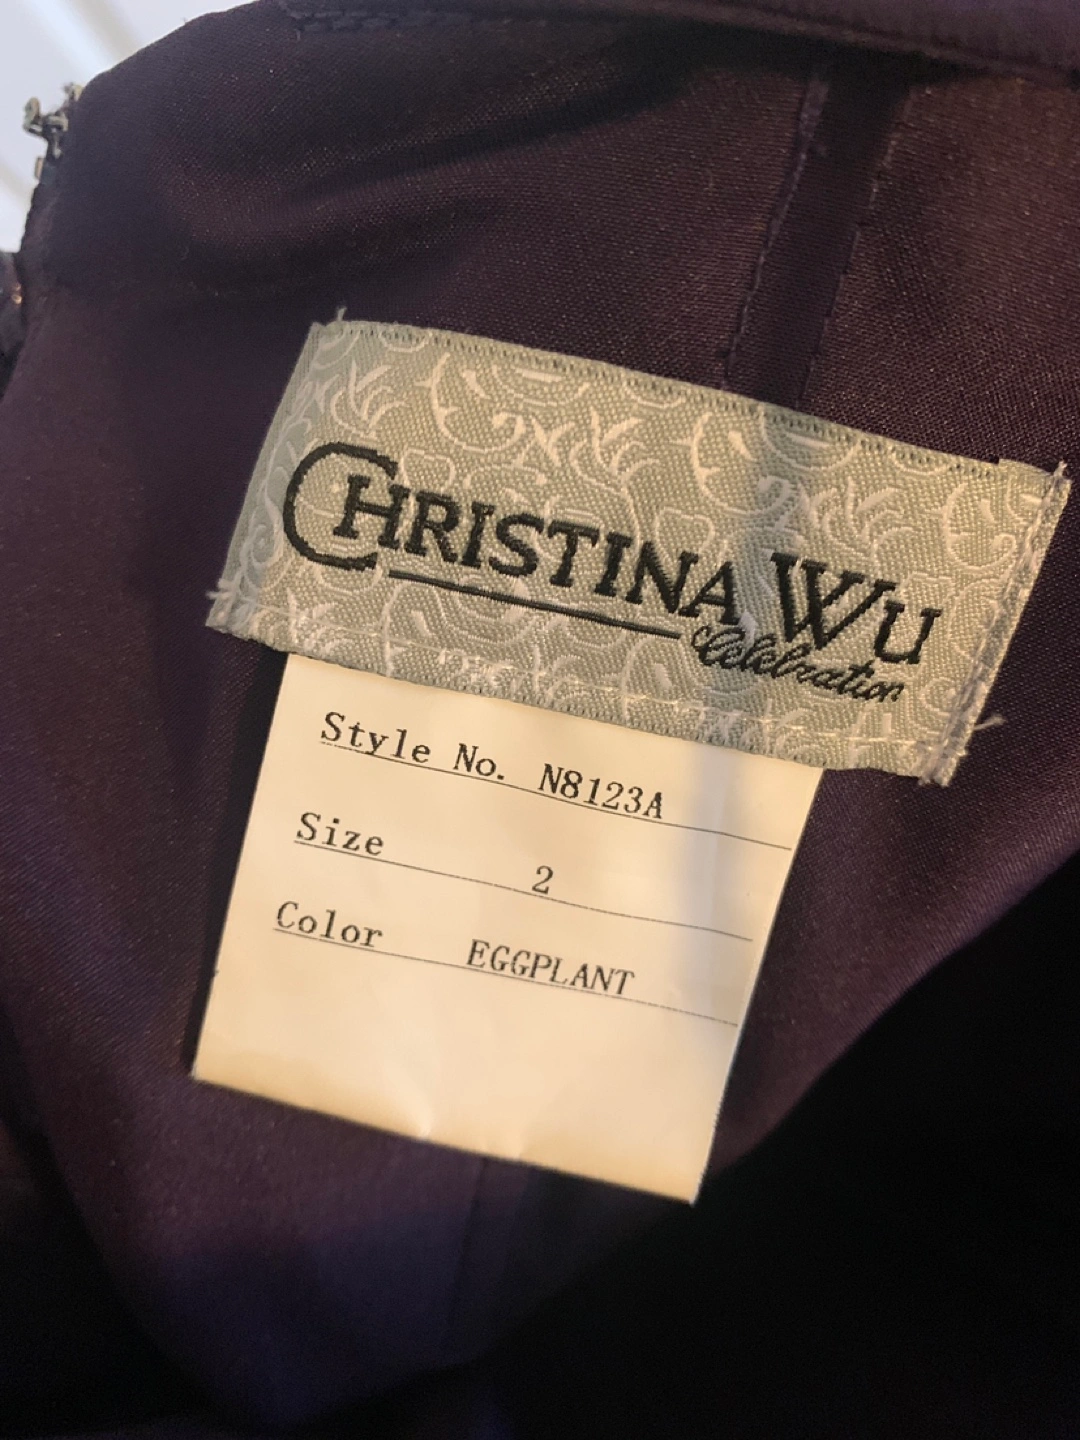 CHRISTINA WU
Celebration
Style No. N8123A
Size 2
Color EGGPLANT